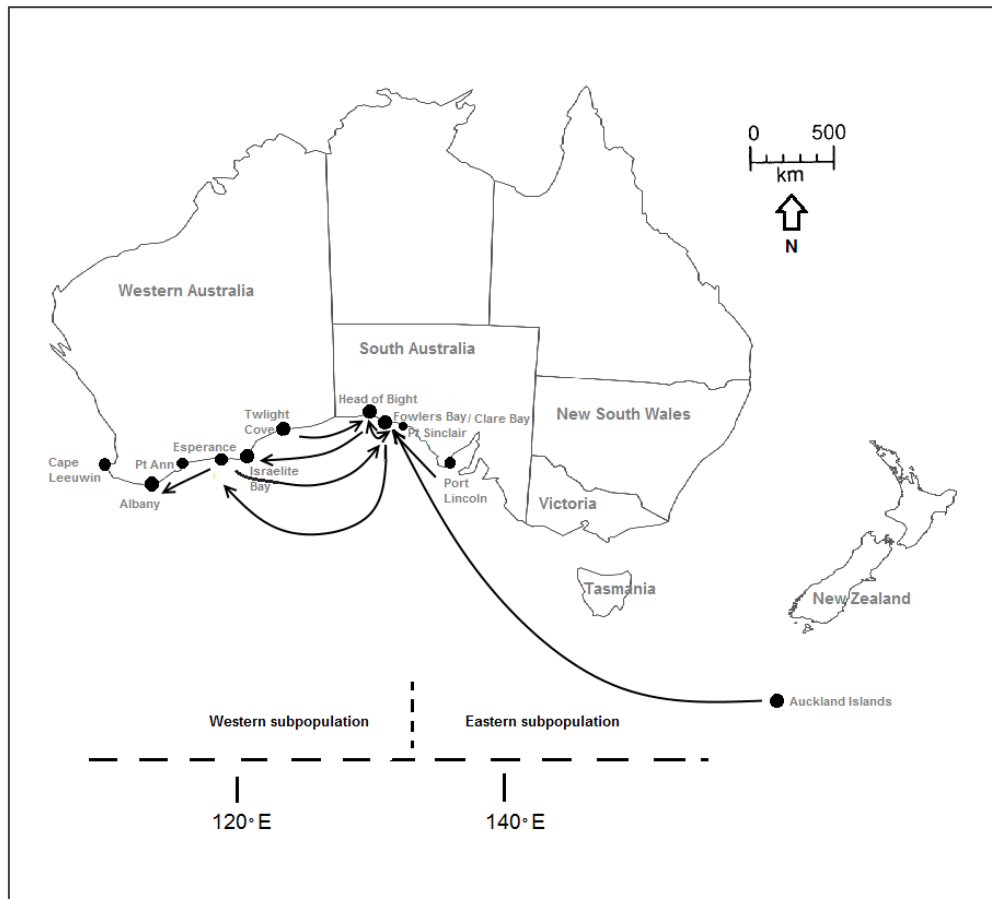 0 500
km
N
Western Australia
South Australia
Head of Bight
Twlight
Cove
Fowlers Bay / Clare Bay
Pt Sinclair
New South Wales
Esperance
Cape
Leeuwin
Pt Ann
Israelite
Bay
Port
Lincoln
Albany
Victoria
Tasmania
New Zealand
Auckland Islands
Western subpopulation
Eastern subpopulation
120°E
140°E